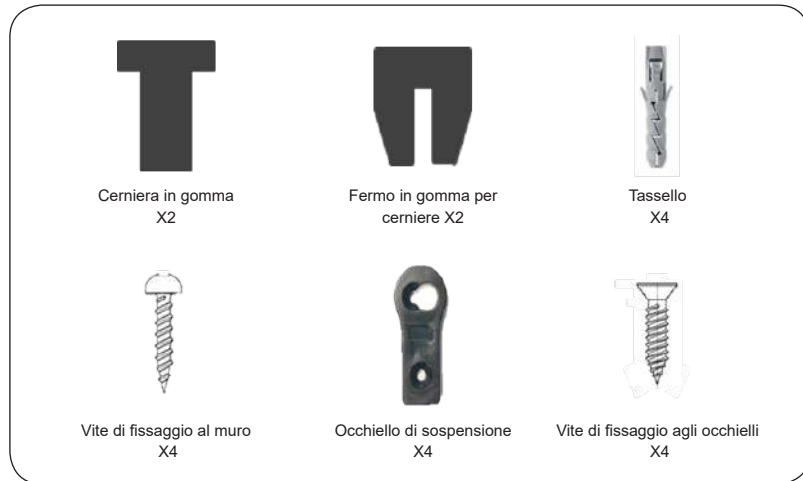 Cerniera in gomma
X2
Fermo in gomma per
cerniere X2
Tassello
X4
Vite di fissaggio al muro
X4
Occhiello di sospensione
X4
Vite di fissaggio agli occhielli
X4